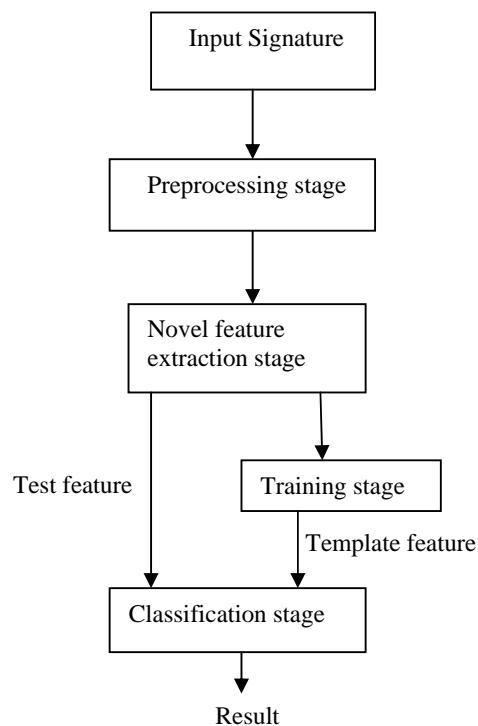 Input Signature
Preprocessing stage
Novel feature
extraction stage
Test feature
Training stage
Template feature
Classification stage
Result